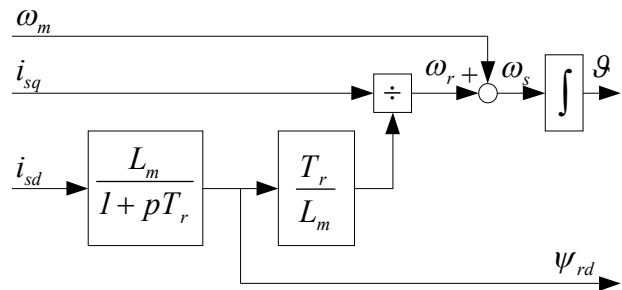 ω_m
i_sq
÷
ω_r +
ω_s
∫
ϑ
i_sd
L_m / (1 + pT_r)
T_r / L_m
ψ_rd